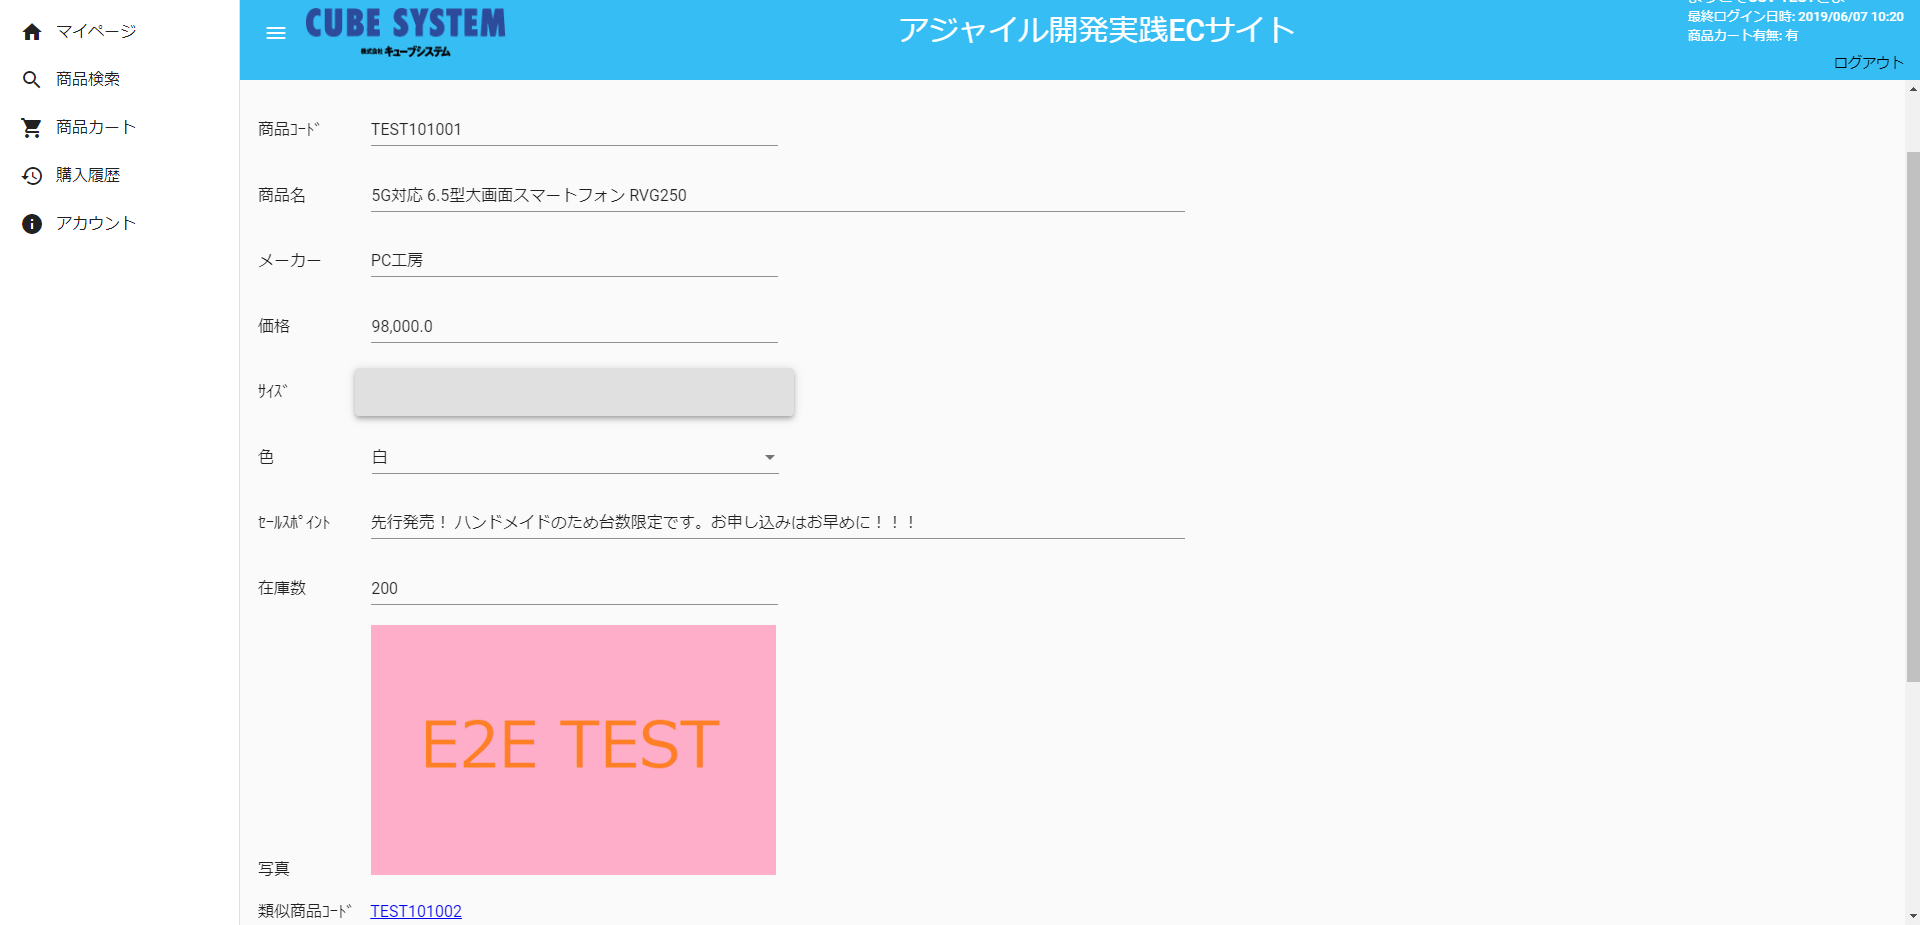 マイページ
商品検索
商品カート
購入履歴
アカウント
CUBE SYSTEM
株式会社 キューブシステム
アジャイル開発実践ECサイト
最終ログイン日時: 2019/06/07 10:20
商品カート有無: 有
ログアウト
商品ｺｰﾄﾞ TEST101001
商品名 5G対応 6.5型大画面スマートフォン RVG250
メーカー PC工房
価格 98,000.0
ｻｲｽﾞ
色 白
ｾｰﾙｽﾎﾟｲﾝﾄ 先行発売！ ハンドメイドのため台数限定です。お申し込みはお早めに！！！
在庫数 200
E2E TEST
写真
類似商品ｺｰﾄﾞ TEST101002